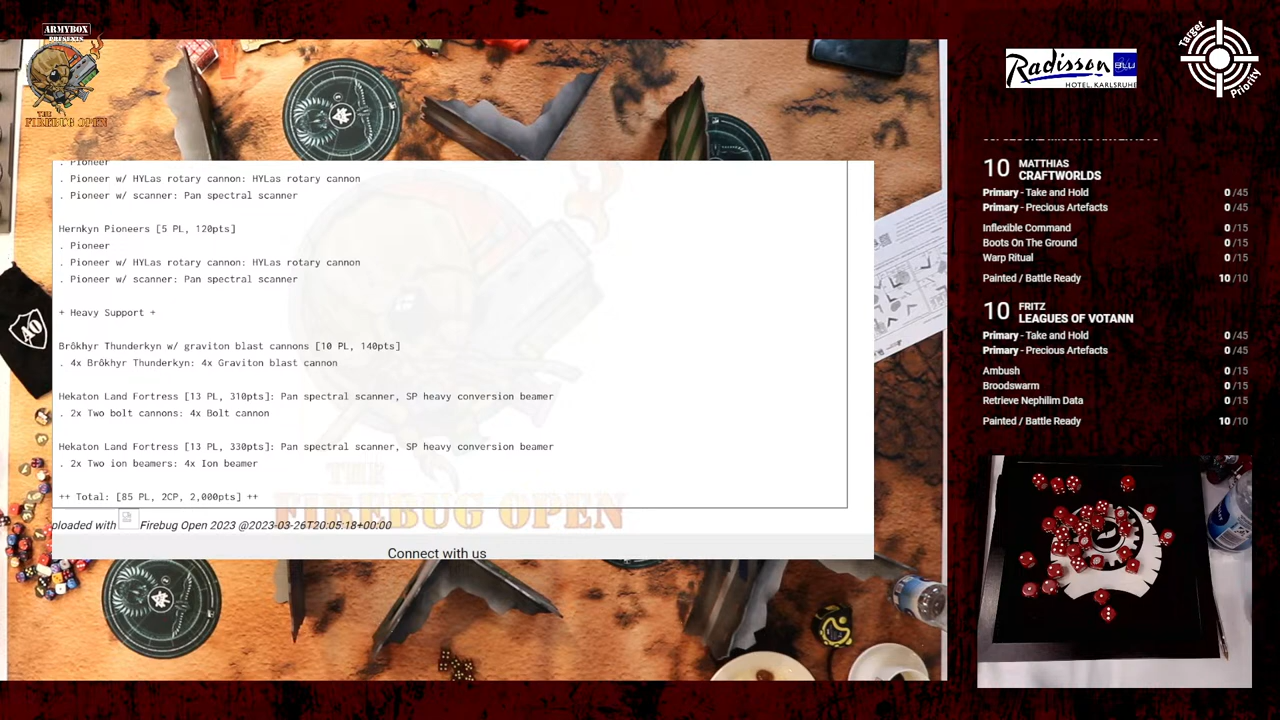 ARMYBOX
PRESENTS
THE
FIREBUG OPEN
. Pioneer
. Pioneer w/ HYLas rotary cannon: HYLas rotary cannon
. Pioneer w/ scanner: Pan spectral scanner
Hernkyn Pioneers [5 PL, 120pts]
. Pioneer
. Pioneer w/ HYLas rotary cannon: HYLas rotary cannon
. Pioneer w/ scanner: Pan spectral scanner
+ Heavy Support +
Brôkhyr Thunderkyn w/ graviton blast cannons [10 PL, 140pts]
. 4x Brôkhyr Thunderkyn: 4x Graviton blast cannon
Hekaton Land Fortress [13 PL, 310pts]: Pan spectral scanner, SP heavy conversion beamer
. 2x Two bolt cannons: 4x Bolt cannon
Hekaton Land Fortress [13 PL, 330pts]: Pan spectral scanner, SP heavy conversion beamer
. 2x Two ion beamers: 4x Ion beamer
++ Total: [85 PL, 2CP, 2,000pts] ++
THE
FIREBUG OPEN
ploaded with Firebug Open 2023 @2023-03-26T20:05:18+00:00
Connect with us
AO
Radisson
BLU
HOTEL, KARLSRUHE
Target
Priority
10 MATTHIAS
CRAFTWORLDS
Primary - Take and Hold 0 /45
Primary - Precious Artefacts 0 /45
Inflexible Command 0 /15
Boots On The Ground 0 /15
Warp Ritual 0 /15
Painted / Battle Ready 10 /10
10 FRITZ
LEAGUES OF VOTANN
Primary - Take and Hold 0 /45
Primary - Precious Artefacts 0 /45
Ambush 0 /15
Broodswarm 0 /15
Retrieve Nephilim Data 0 /15
Painted / Battle Ready 10 /10